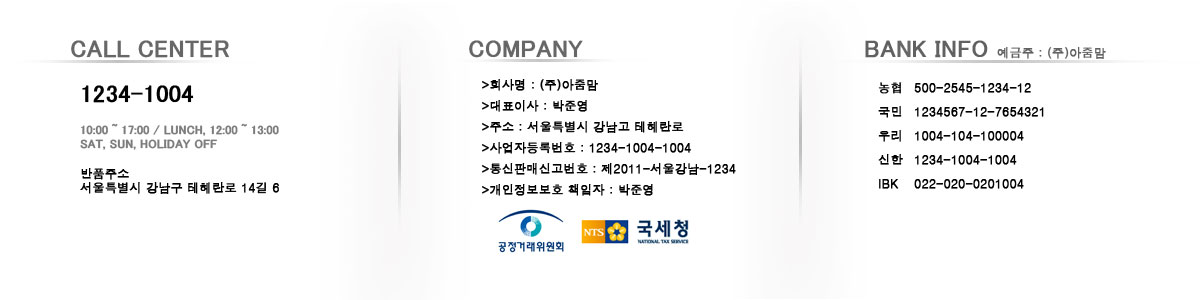 CALL CENTER
1234-1004
10:00 ~ 17:00 / LUNCH, 12:00 ~ 13:00
SAT, SUN, HOLIDAY OFF
반품주소
서울특별시 강남구 테헤란로 14길 6
COMPANY
>회사명 : (주)아줌맘
>대표이사 : 박준영
>주소 : 서울특별시 강남고 테헤란로
>사업자등록번호 : 1234-1004-1004
>통신판매신고번호 : 제2011-서울강남-1234
>개인정보보호 책임자 : 박준영
공정거래위원회
NTS 국세청
NATIONAL TAX SERVICE
BANK INFO 예금주 : (주)아줌맘
농협 500-2545-1234-12
국민 1234567-12-7654321
우리 1004-104-100004
신한 1234-1004-1004
IBK 022-020-0201004